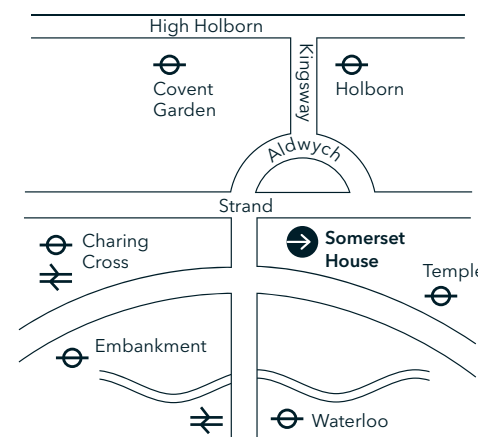 High Holborn
Kingsway
Covent
Garden
Holborn
Aldwych
Strand
Charing
Cross
Somerset
House
Temple
Embankment
Waterloo